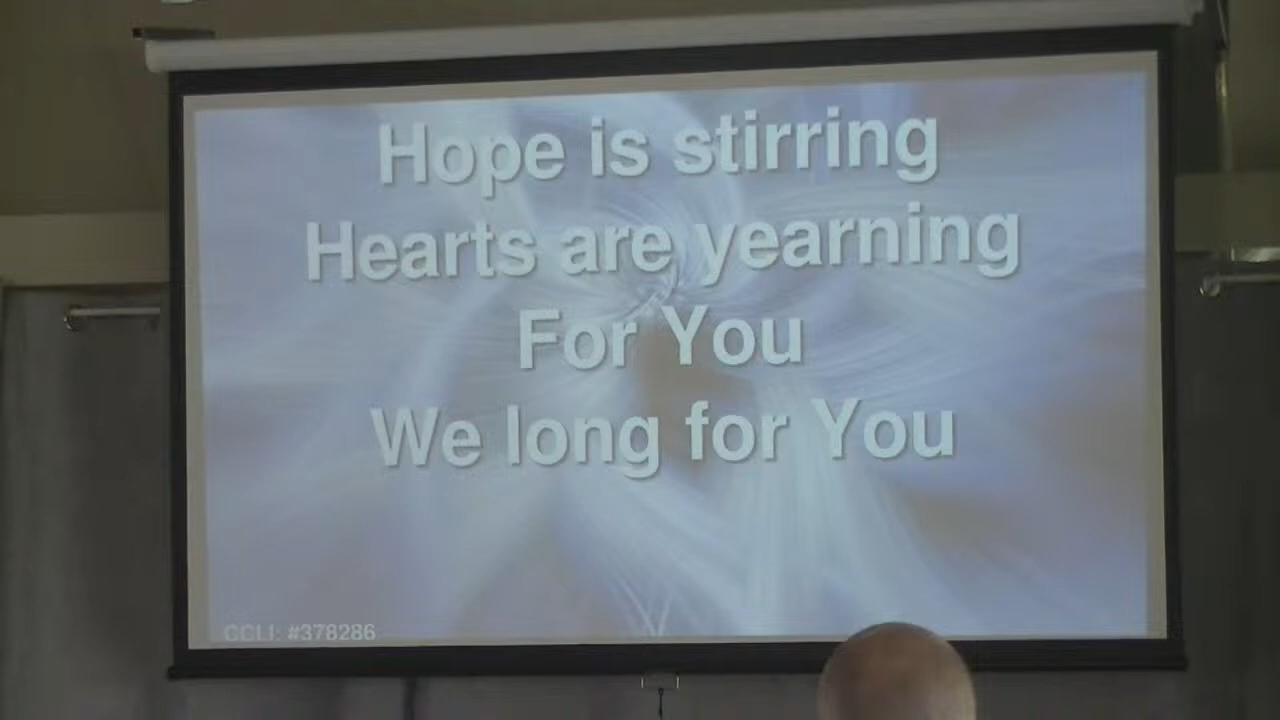 Hope is stirring
Hearts are yearning
For You
We long for You
CCLI: #378286